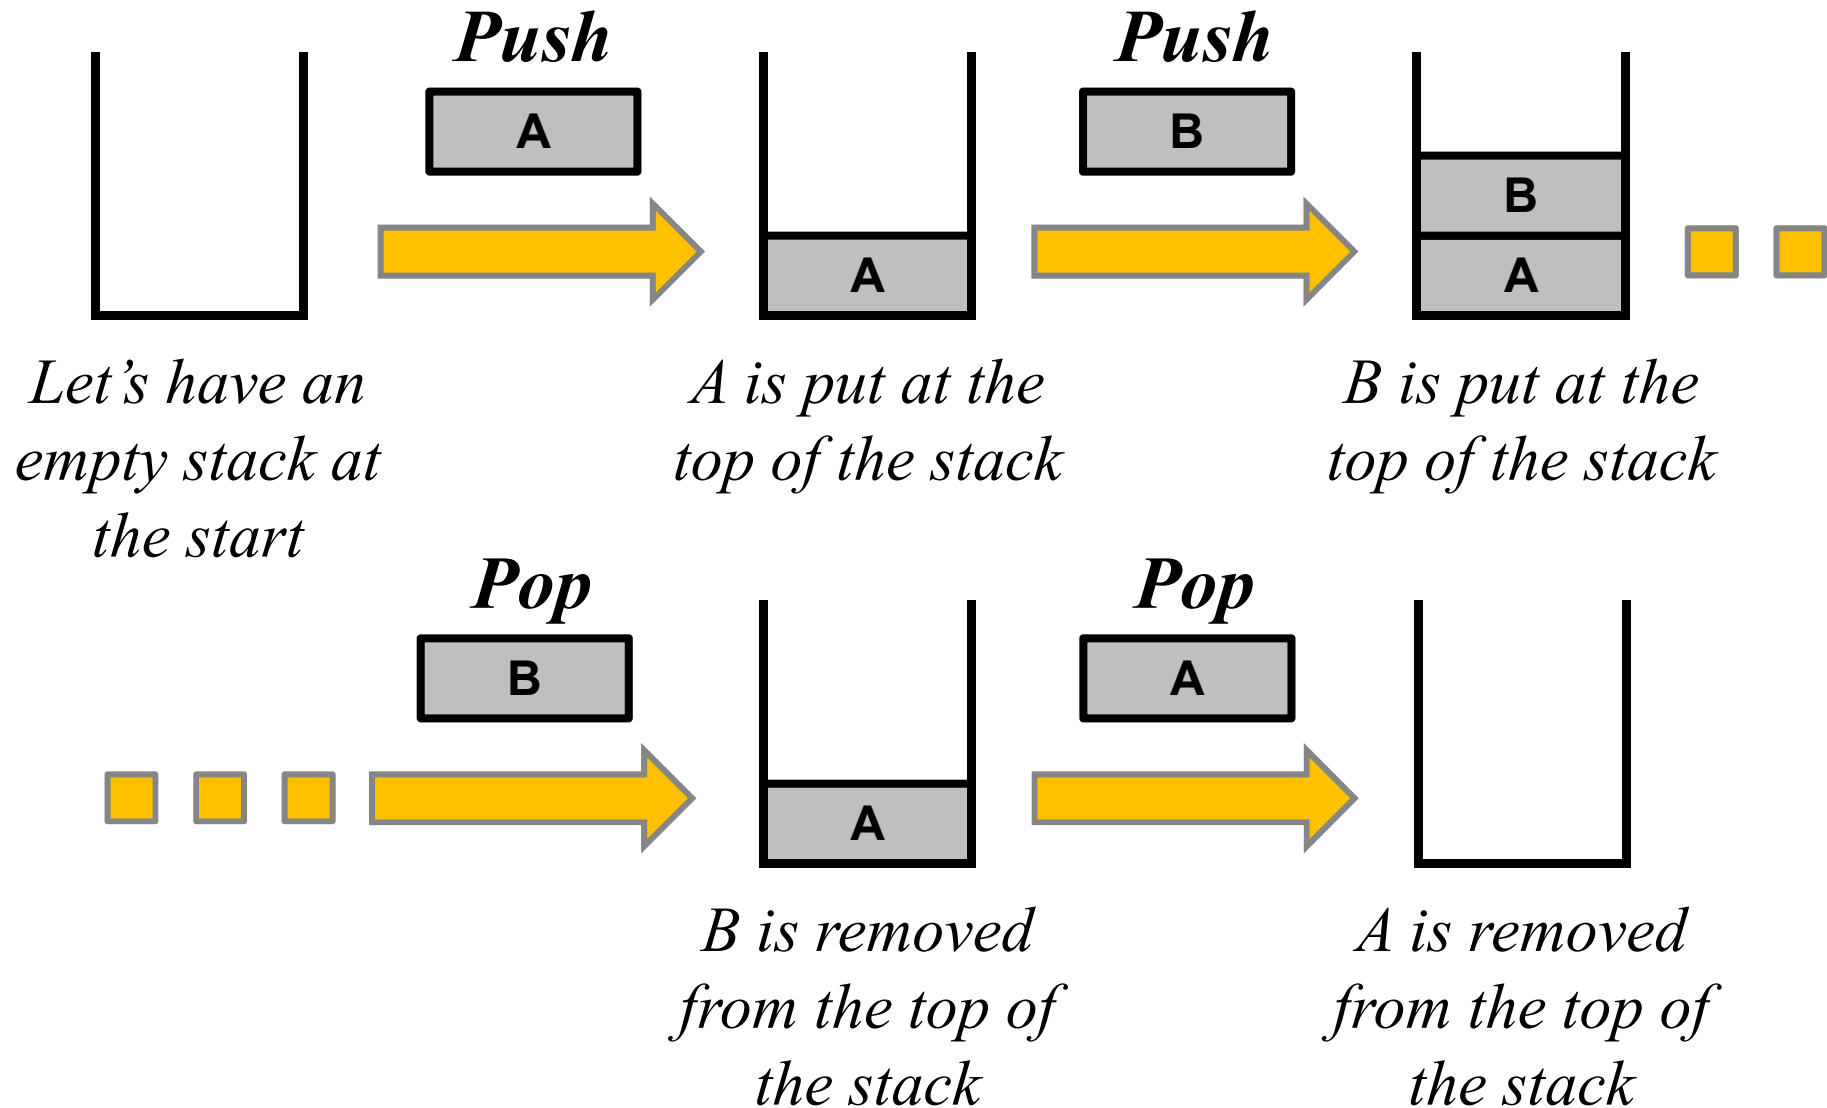 Push
Push
A
B
B
A
A
Let’s have an
empty stack at
the start
A is put at the
top of the stack
B is put at the
top of the stack
Pop
Pop
B
A
A
B is removed
from the top of
the stack
A is removed
from the top of
the stack